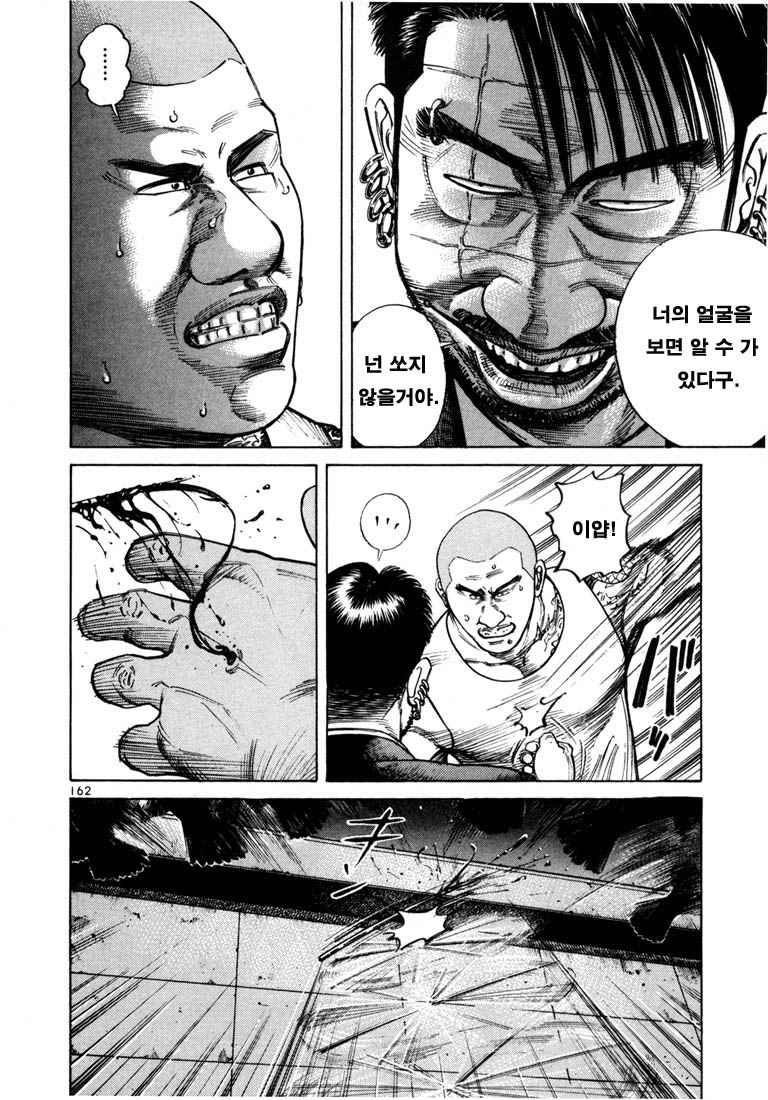 너의 얼굴을
보면 알 수 가
있다구.
넌 쏘지
않을거야.
……
이얍!
162